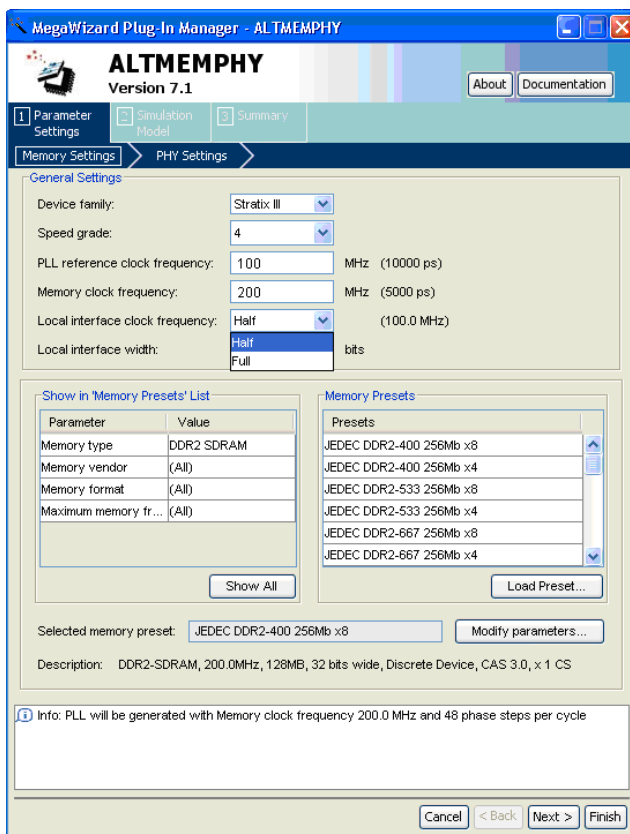 MegaWizard Plug-In Manager - ALTMEMPHY
ALTMEMPHY
Version 7.1
About
Documentation
1 Parameter Settings
2 Simulation Model
3 Summary
Memory Settings
PHY Settings
General Settings
Device family: Stratix III
Speed grade: 4
PLL reference clock frequency: 100 MHz (10000 ps)
Memory clock frequency: 200 MHz (5000 ps)
Local interface clock frequency: Half (100.0 MHz)
Half
Full
Local interface width: bits
Show in 'Memory Presets' List
Parameter Value
Memory type DDR2 SDRAM
Memory vendor (All)
Memory format (All)
Maximum memory fr... (All)
Show All
Memory Presets
Presets
JEDEC DDR2-400 256Mb x8
JEDEC DDR2-400 256Mb x4
JEDEC DDR2-533 256Mb x8
JEDEC DDR2-533 256Mb x4
JEDEC DDR2-667 256Mb x8
JEDEC DDR2-667 256Mb x4
Load Preset...
Selected memory preset: JEDEC DDR2-400 256Mb x8
Modify parameters...
Description: DDR2-SDRAM, 200.0MHz, 128MB, 32 bits wide, Discrete Device, CAS 3.0, x 1 CS
Info: PLL will be generated with Memory clock frequency 200.0 MHz and 48 phase steps per cycle
Cancel
< Back
Next >
Finish